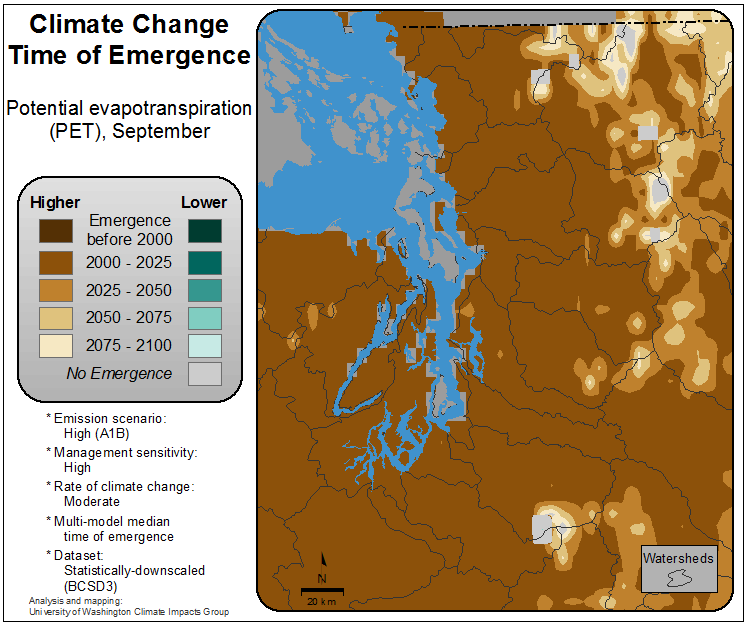 Climate Change
Time of Emergence
Potential evapotranspiration
(PET), September
Higher
Lower
Emergence
before 2000
2000 - 2025
2025 - 2050
2050 - 2075
2075 - 2100
No Emergence
* Emission scenario:
High (A1B)
* Management sensitivity:
High
* Rate of climate change:
Moderate
* Multi-model median
time of emergence
* Dataset:
Statistically-downscaled
(BCSD3)
Analysis and mapping:
University of Washington Climate Impacts Group
N
20 km
Watersheds